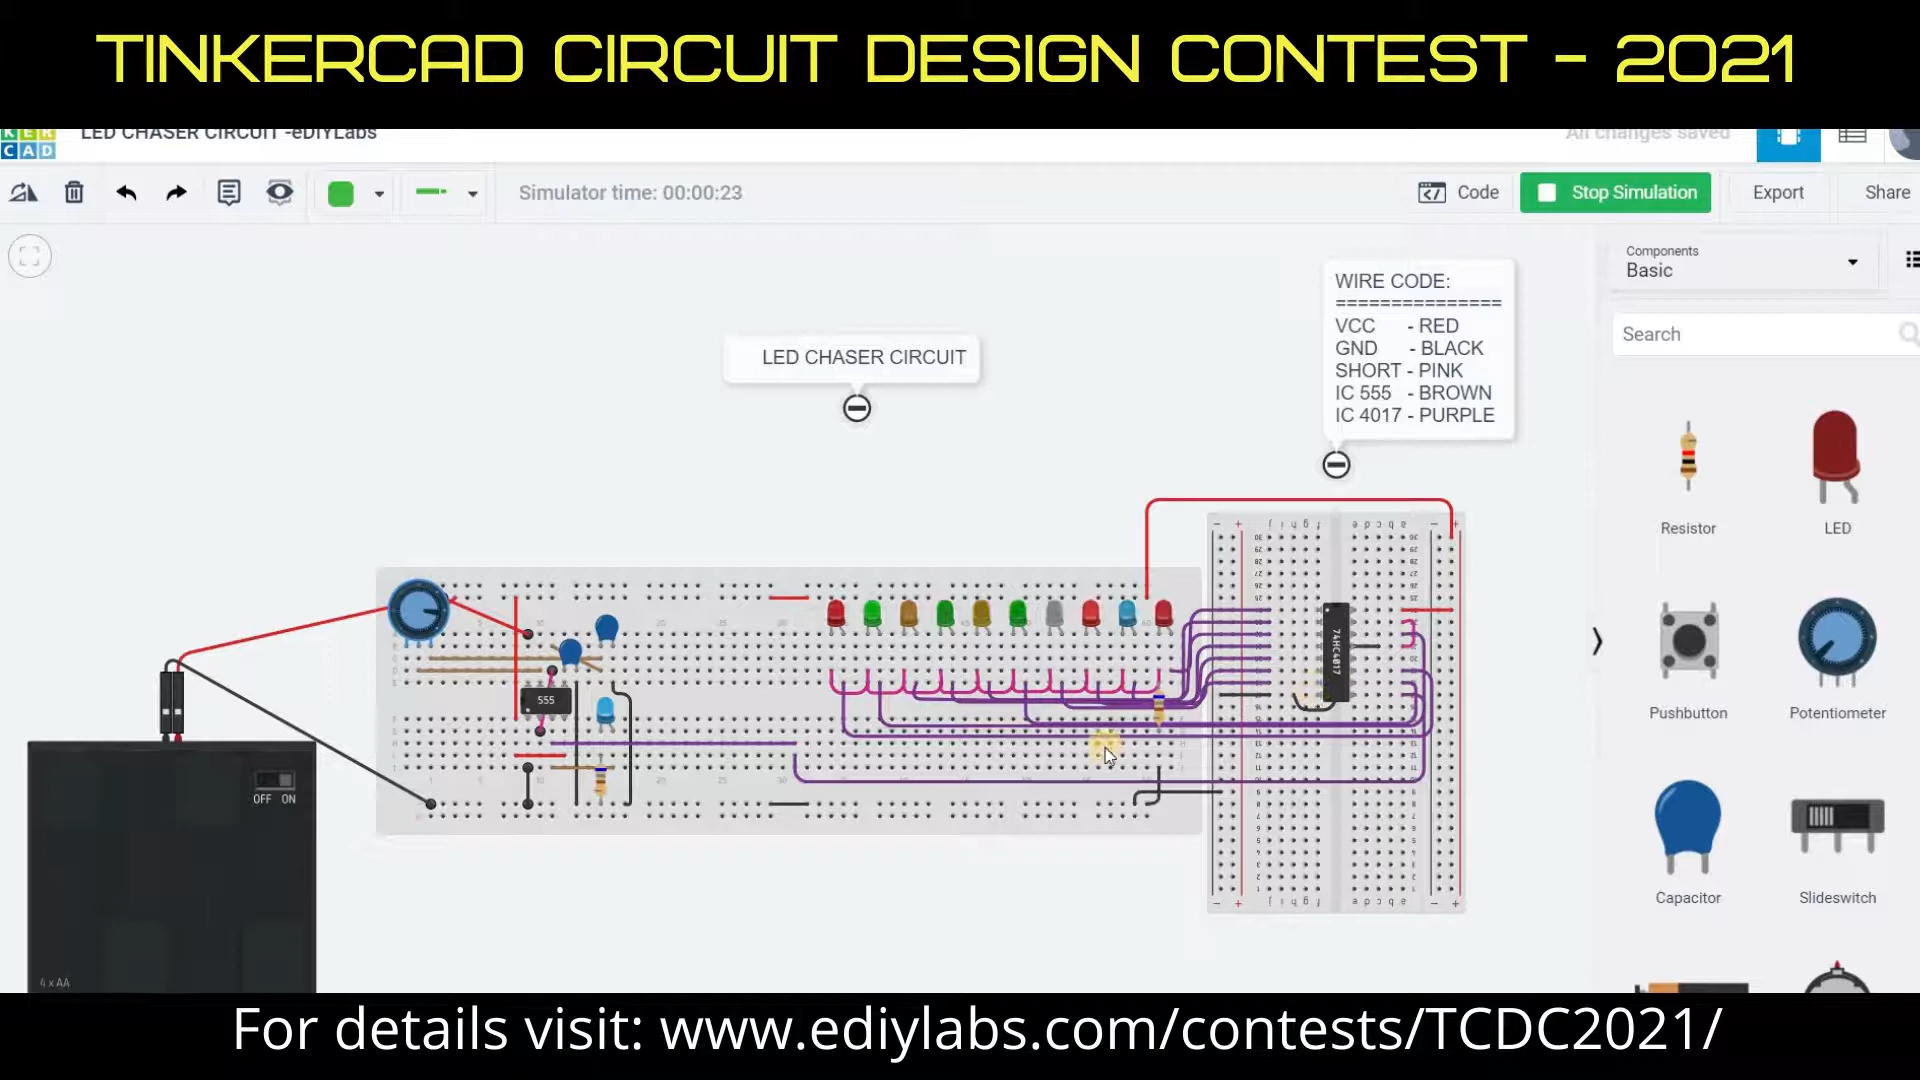 TINKERCAD CIRCUIT DESIGN CONTEST - 2021
KER
CAD
LED CHASER CIRCUIT -eDIYLabs
All changes saved
Simulator time: 00:00:23
Code
Stop Simulation
Export
Share
Components
Basic
Search
WIRE CODE:
===============
VCC - RED
GND - BLACK
SHORT - PINK
IC 555 - BROWN
IC 4017 - PURPLE
LED CHASER CIRCUIT
Resistor
LED
Pushbutton
Potentiometer
Capacitor
Slideswitch
555
74HC4017
OFF ON
4 x AA
For details visit: www.ediylabs.com/contests/TCDC2021/